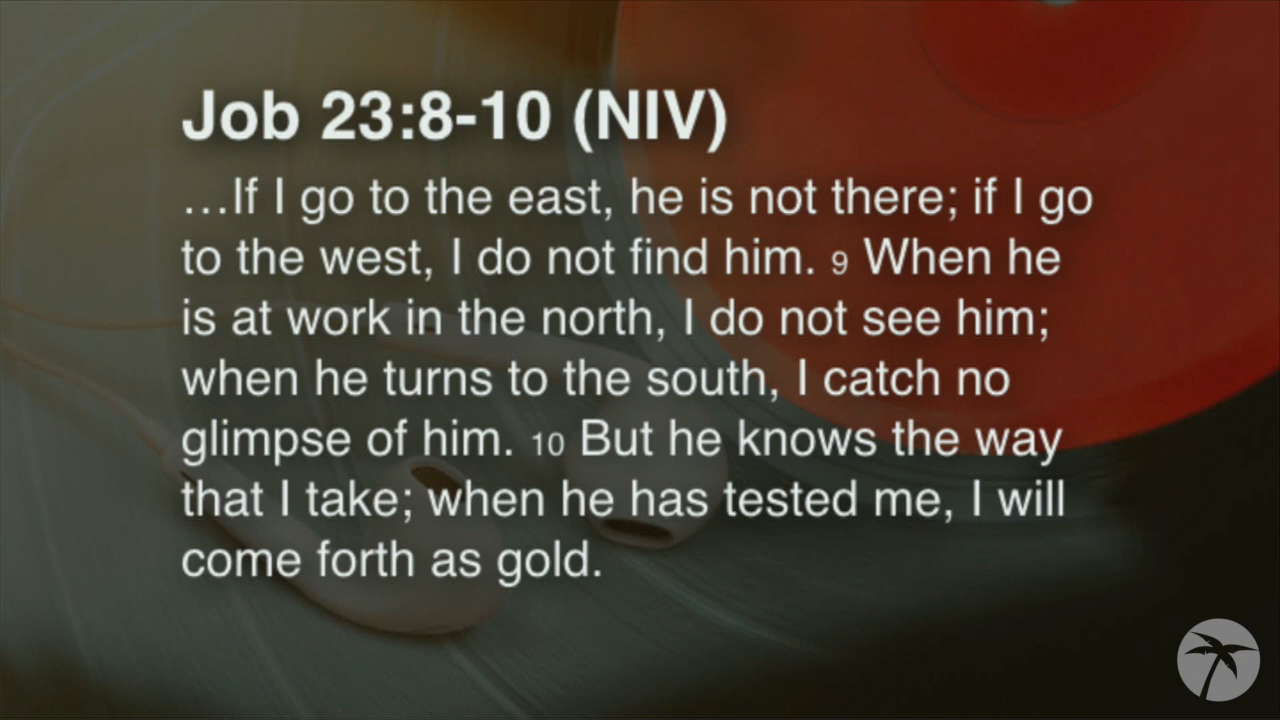 Job 23:8-10 (NIV)
…If I go to the east, he is not there; if I go
to the west, I do not find him. 9 When he
is at work in the north, I do not see him;
when he turns to the south, I catch no
glimpse of him. 10 But he knows the way
that I take; when he has tested me, I will
come forth as gold.